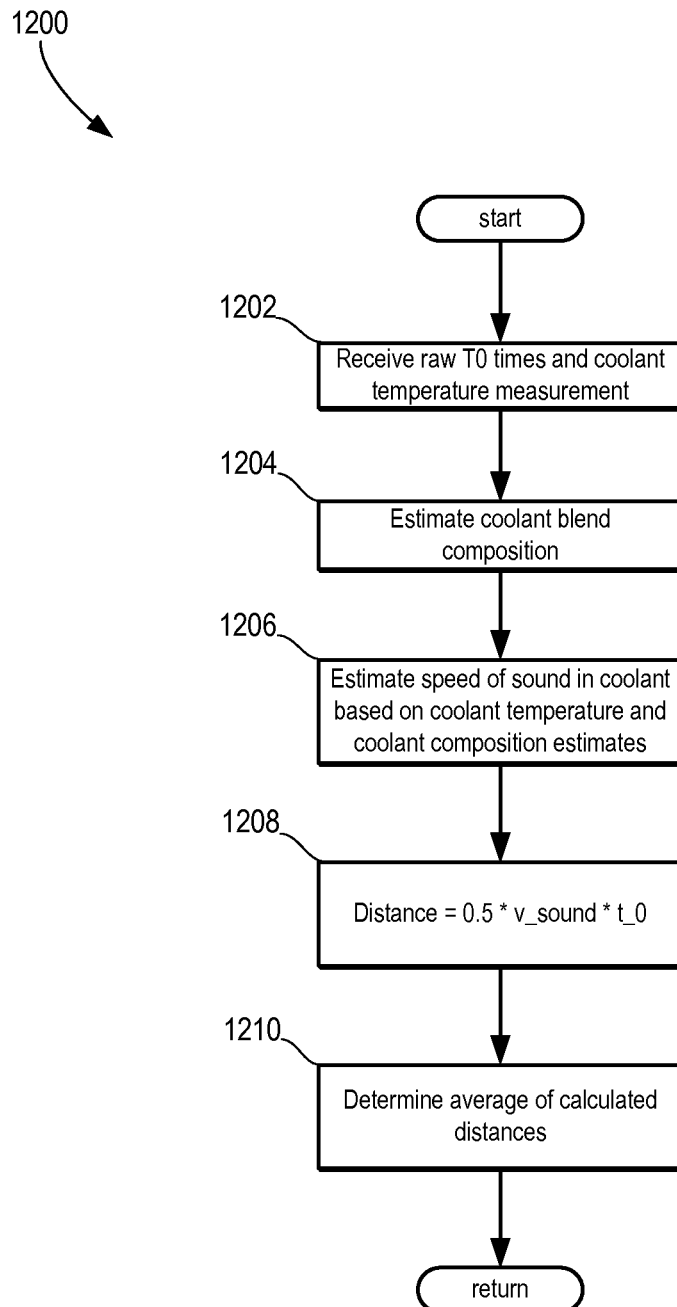 1200
start
1202
Receive raw T0 times and coolant
temperature measurement
1204
Estimate coolant blend
composition
1206
Estimate speed of sound in coolant
based on coolant temperature and
coolant composition estimates
1208
Distance = 0.5 * v_sound * t_0
1210
Determine average of calculated
distances
return